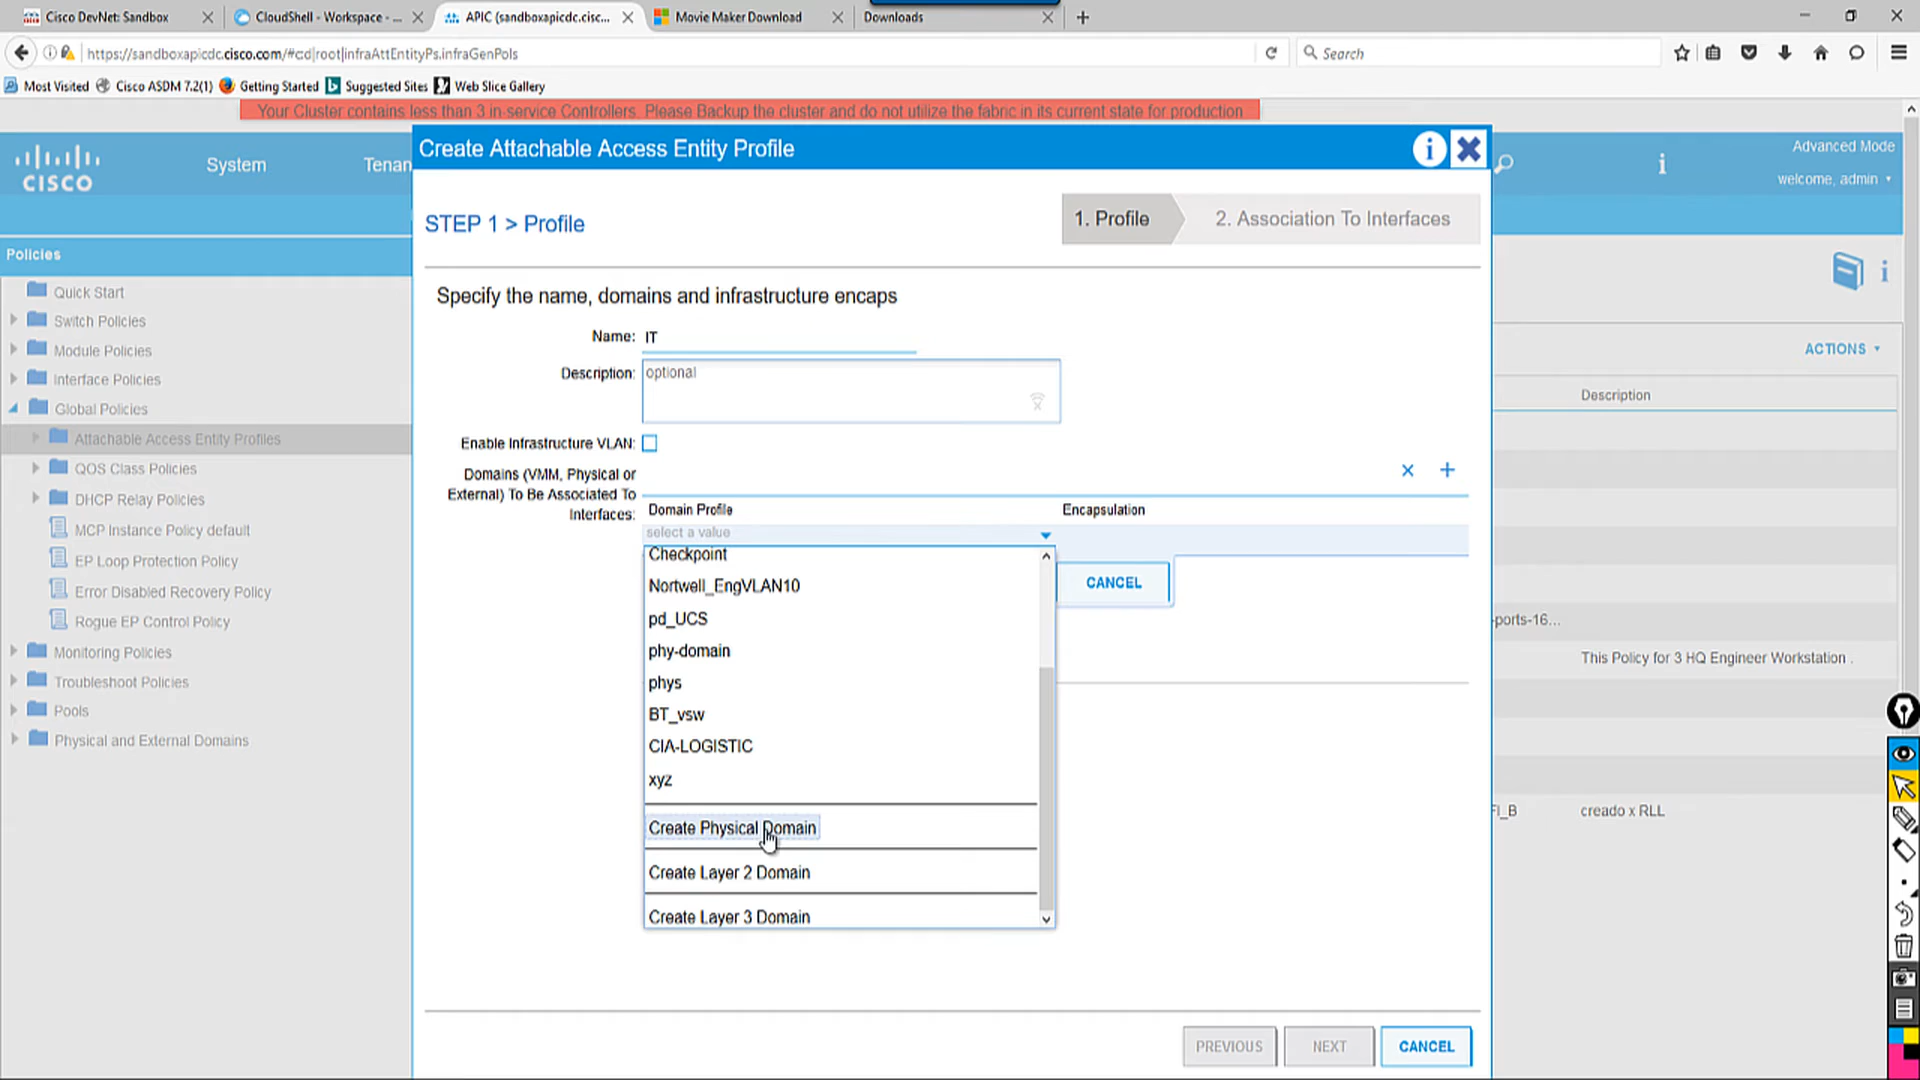 Cisco DevNet: Sandbox
CloudShell - Workspace - ...
APIC (sandboxapicdc.cisc...
Movie Maker Download
Downloads
https://sandboxapicdc.cisco.com/#cd|root|infraAttEntityPs.infraGenPols
Search
Most Visited
Cisco ASDM 7.2(1)
Getting Started
Suggested Sites
Web Slice Gallery
Your Cluster contains less than 3 in-service Controllers. Please Backup the cluster and do not utilize the fabric in its current state for production
CISCO
System
Tenan
Advanced Mode
welcome, admin
Policies
Quick Start
Switch Policies
Module Policies
Interface Policies
Global Policies
Attachable Access Entity Profiles
QOS Class Policies
DHCP Relay Policies
MCP Instance Policy default
EP Loop Protection Policy
Error Disabled Recovery Policy
Rogue EP Control Policy
Monitoring Policies
Troubleshoot Policies
Pools
Physical and External Domains
Create Attachable Access Entity Profile
STEP 1 > Profile
1. Profile
2. Association To Interfaces
Specify the name, domains and infrastructure encaps
Name: IT
Description: optional
Enable Infrastructure VLAN:
Domains (VMM, Physical or
External) To Be Associated To
Interfaces:
Domain Profile
Encapsulation
select a value
Checkpoint
Nortwell_EngVLAN10
pd_UCS
phy-domain
phys
BT_vsw
CIA-LOGISTIC
xyz
Create Physical Domain
Create Layer 2 Domain
Create Layer 3 Domain
CANCEL
PREVIOUS
NEXT
CANCEL
ACTIONS
Description
-ports-16...
This Policy for 3 HQ Engineer Workstation .
FI_B
creado x RLL